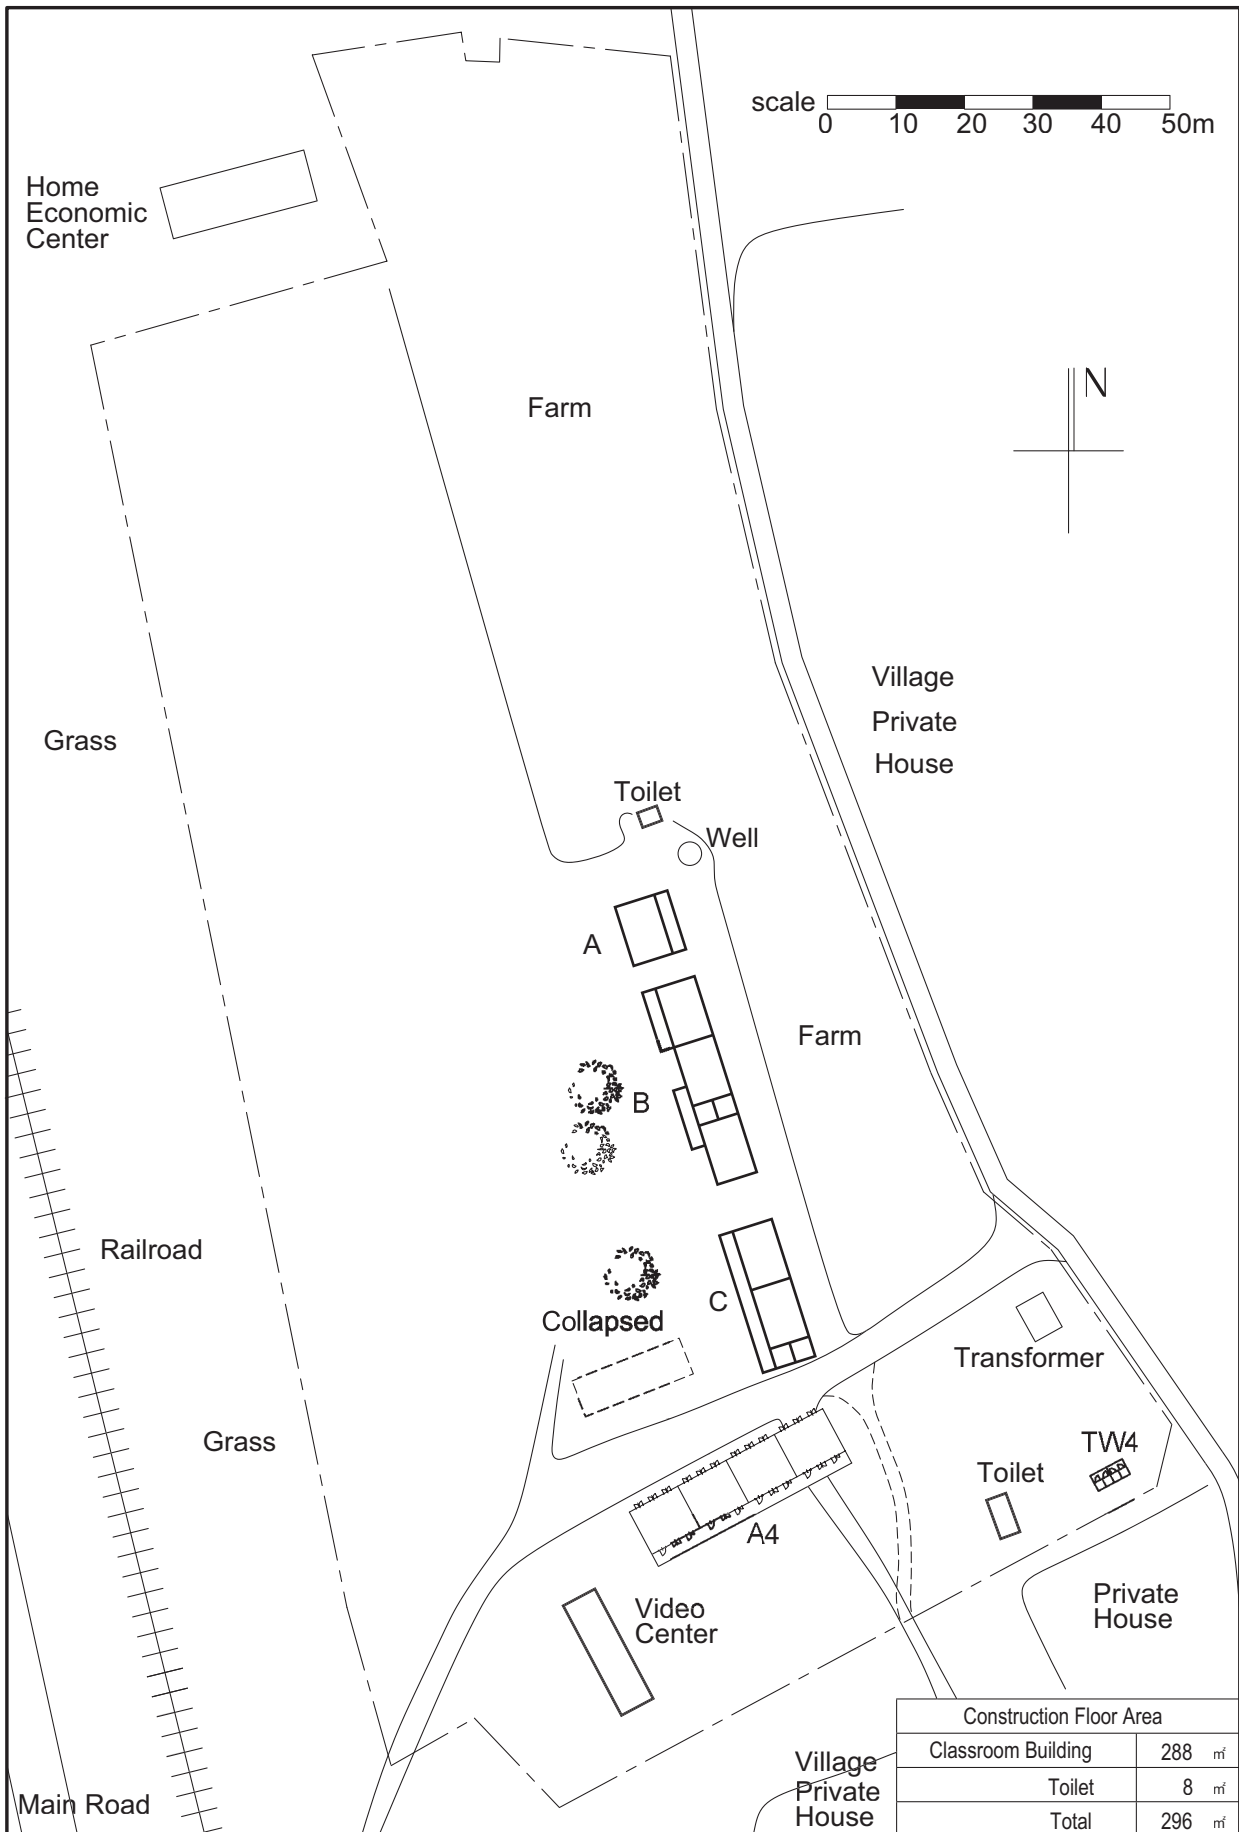 scale
0 10 20 30 40 50m
Home
Economic
Center
N
Farm
Village
Private
House
Grass
Toilet
Well
A
Farm
B
Railroad
C
Collapsed
Transformer
Grass
TW4
Toilet
A4
Private
House
Video
Center
Village
Private
House
Main Road
Construction Floor Area
Classroom Building 288 ㎡
Toilet 8 ㎡
Total 296 ㎡